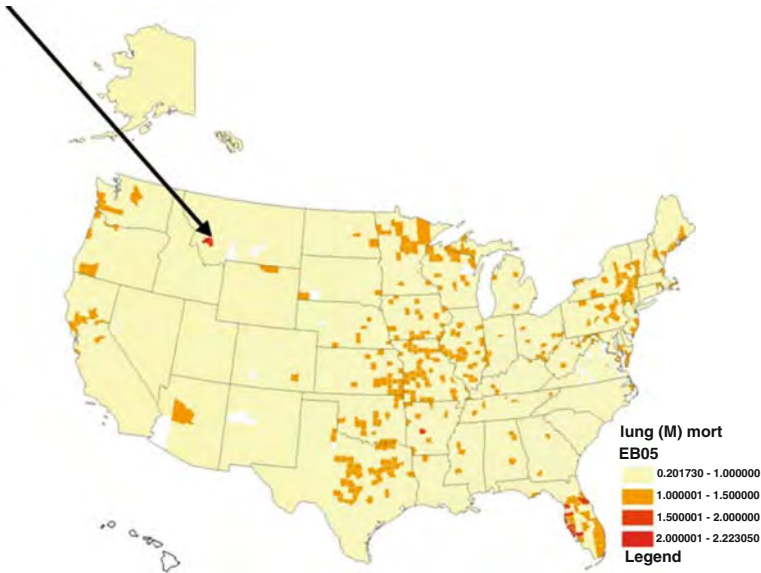 lung (M) mort
EB05
0.201730 - 1.000000
1.000001 - 1.500000
1.500001 - 2.000000
2.000001 - 2.223050
Legend